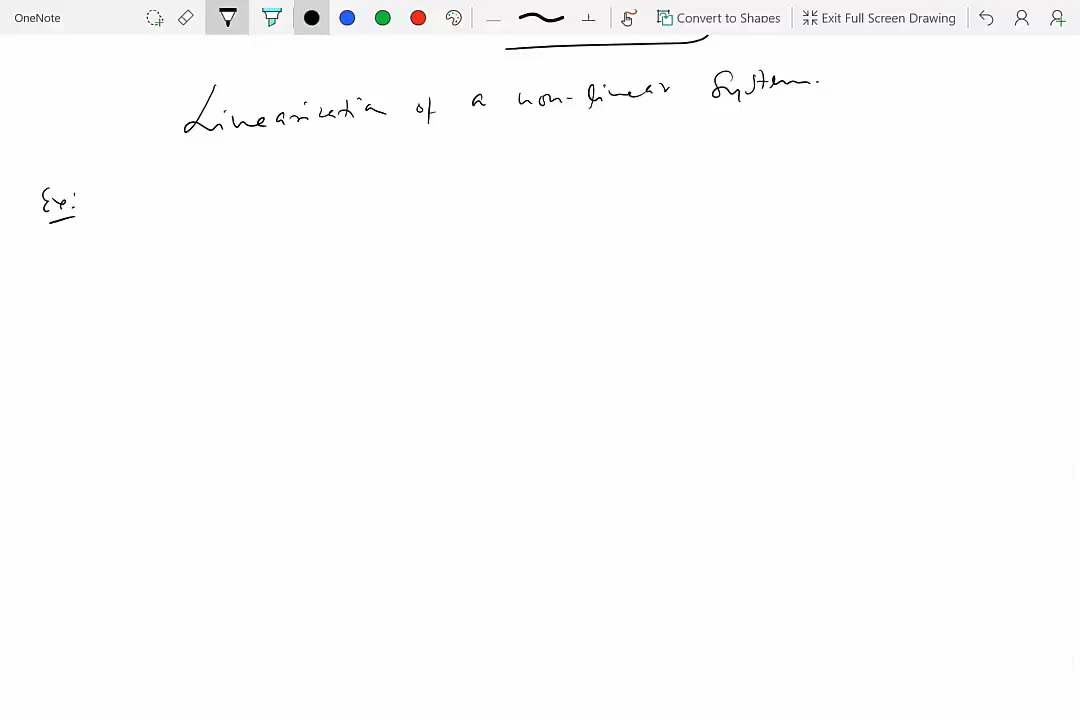 OneNote Convert to Shapes Exit Full Screen Drawing
Linearization of a non-linear System.
Ex: